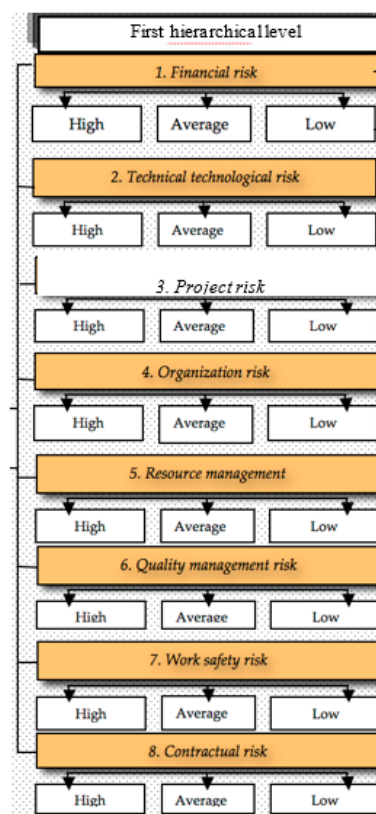 First hierarchical level
1. Financial risk
High Average Low
2. Technical technological risk
High Average Low
3. Project risk
High Average Low
4. Organization risk
High Average Low
5. Resource management
High Average Low
6. Quality management risk
High Average Low
7. Work safety risk
High Average Low
8. Contractual risk
High Average Low